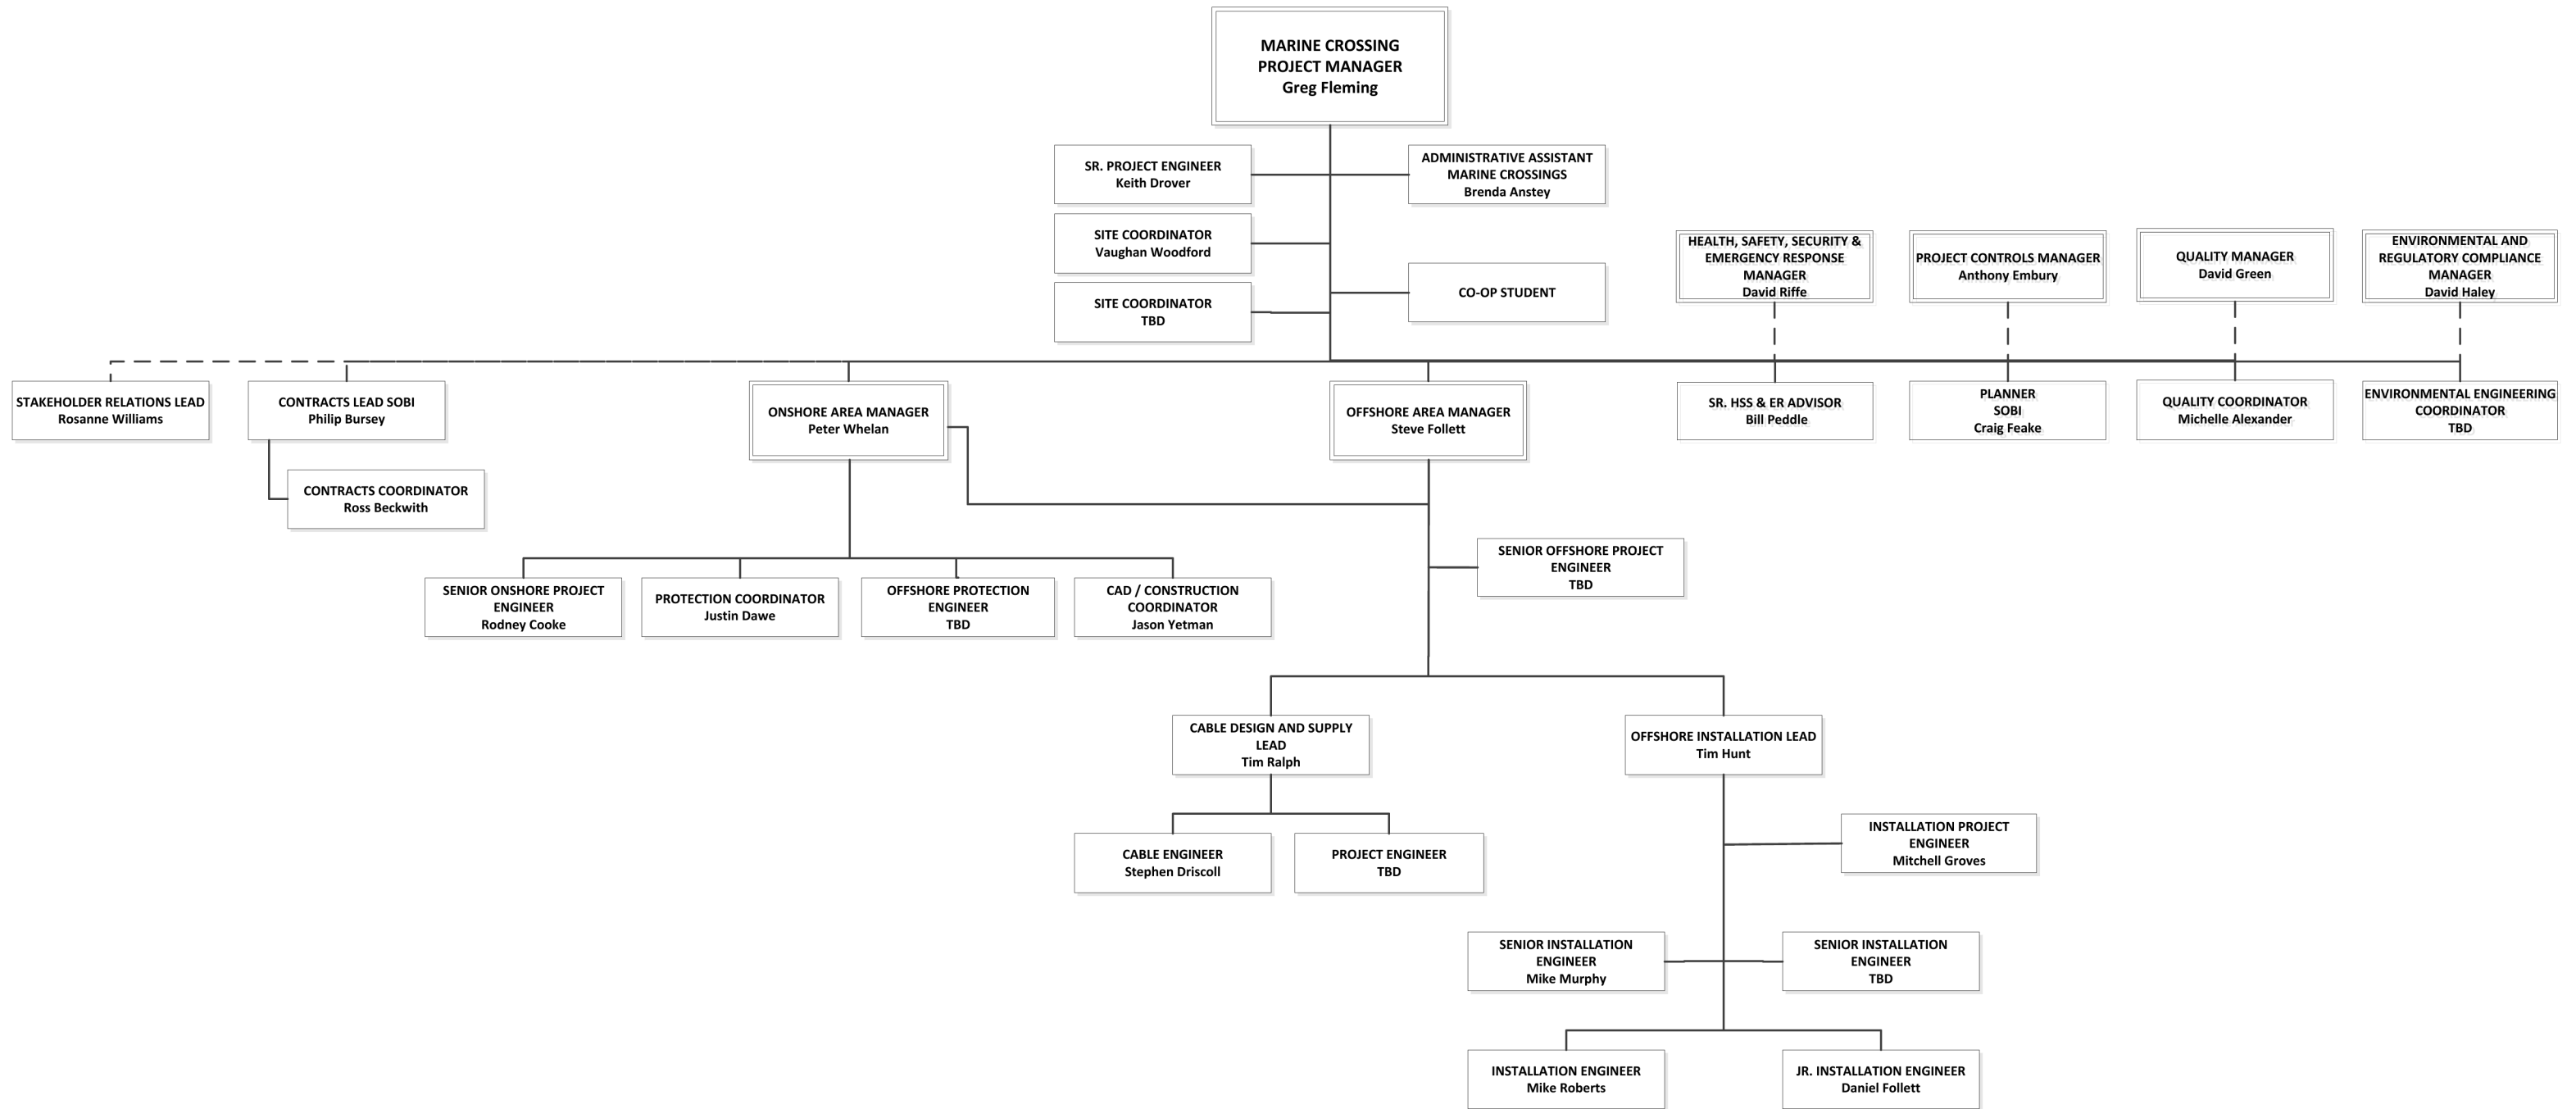 MARINE CROSSING
PROJECT MANAGER
Greg Fleming
SR. PROJECT ENGINEER
Keith Drover
ADMINISTRATIVE ASSISTANT
MARINE CROSSINGS
Brenda Anstey
SITE COORDINATOR
Vaughan Woodford
SITE COORDINATOR
TBD
CO-OP STUDENT
HEALTH, SAFETY, SECURITY &
EMERGENCY RESPONSE
MANAGER
David Riffe
PROJECT CONTROLS MANAGER
Anthony Embury
QUALITY MANAGER
David Green
ENVIRONMENTAL AND
REGULATORY COMPLIANCE
MANAGER
David Haley
STAKEHOLDER RELATIONS LEAD
Rosanne Williams
CONTRACTS LEAD SOBI
Philip Bursey
ONSHORE AREA MANAGER
Peter Whelan
OFFSHORE AREA MANAGER
Steve Follett
SR. HSS & ER ADVISOR
Bill Peddle
PLANNER
SOBI
Craig Feake
QUALITY COORDINATOR
Michelle Alexander
ENVIRONMENTAL ENGINEERING
COORDINATOR
TBD
CONTRACTS COORDINATOR
Ross Beckwith
SENIOR OFFSHORE PROJECT
ENGINEER
TBD
SENIOR ONSHORE PROJECT
ENGINEER
Rodney Cooke
PROTECTION COORDINATOR
Justin Dawe
OFFSHORE PROTECTION
ENGINEER
TBD
CAD / CONSTRUCTION
COORDINATOR
Jason Yetman
CABLE DESIGN AND SUPPLY
LEAD
Tim Ralph
OFFSHORE INSTALLATION LEAD
Tim Hunt
CABLE ENGINEER
Stephen Driscoll
PROJECT ENGINEER
TBD
INSTALLATION PROJECT
ENGINEER
Mitchell Groves
SENIOR INSTALLATION
ENGINEER
Mike Murphy
SENIOR INSTALLATION
ENGINEER
TBD
INSTALLATION ENGINEER
Mike Roberts
JR. INSTALLATION ENGINEER
Daniel Follett